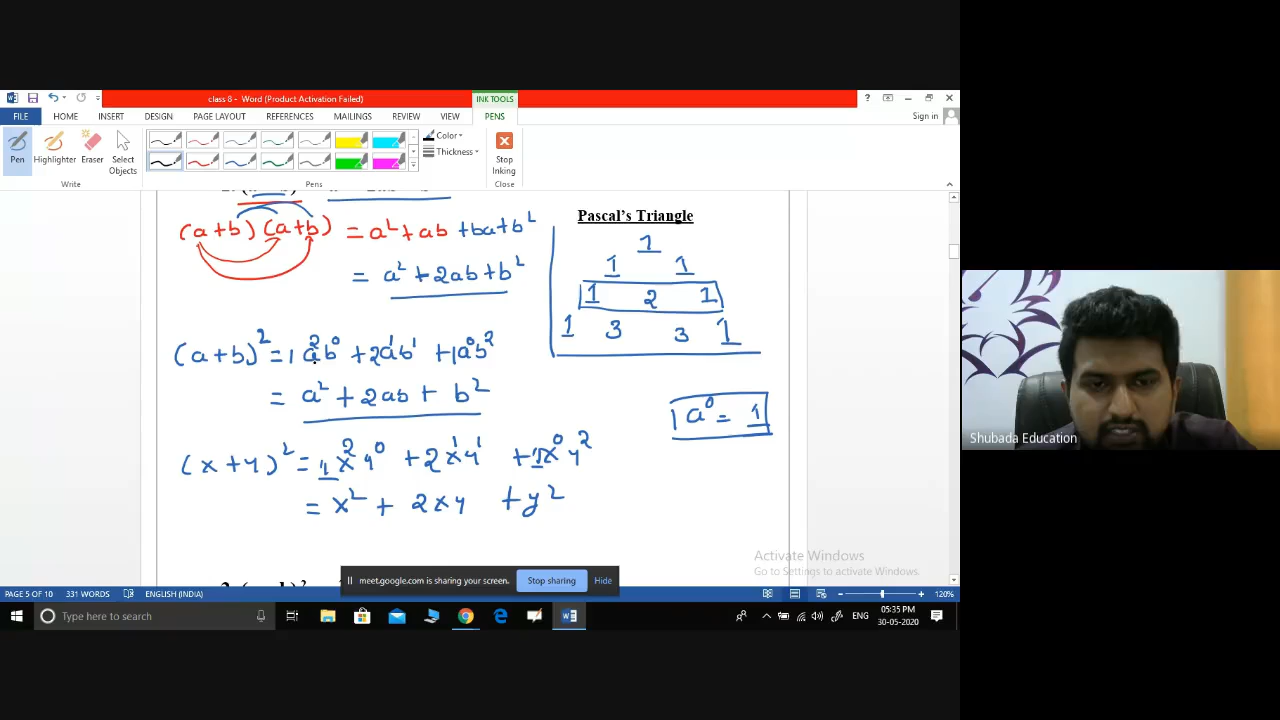 class 8 - Word (Product Activation Failed)
INK TOOLS
Sign in
FILE HOME INSERT DESIGN PAGE LAYOUT REFERENCES MAILINGS REVIEW VIEW PENS
Pen Highlighter Eraser Select Objects
Color
Thickness
Stop Inking
Write Pens Close
(a+b) (a+b) = a² + ab + ba + b²
= a² + 2ab + b²
Pascal's Triangle
1
1 1
1 2 1
1 3 3 1
(a+b)² = 1a²b⁰ + 2a¹b¹ + 1a⁰b²
= a² + 2ab + b²
a⁰ = 1
(x+y)² = 1x²y⁰ + 2x¹y¹ + 1x⁰y²
= x² + 2xy + y²
Shubada Education
Activate Windows
Go to Settings to activate Windows.
meet.google.com is sharing your screen. Stop sharing Hide
PAGE 5 OF 10 331 WORDS ENGLISH (INDIA) 120%
Type here to search
ENG
05:35 PM
30-05-2020